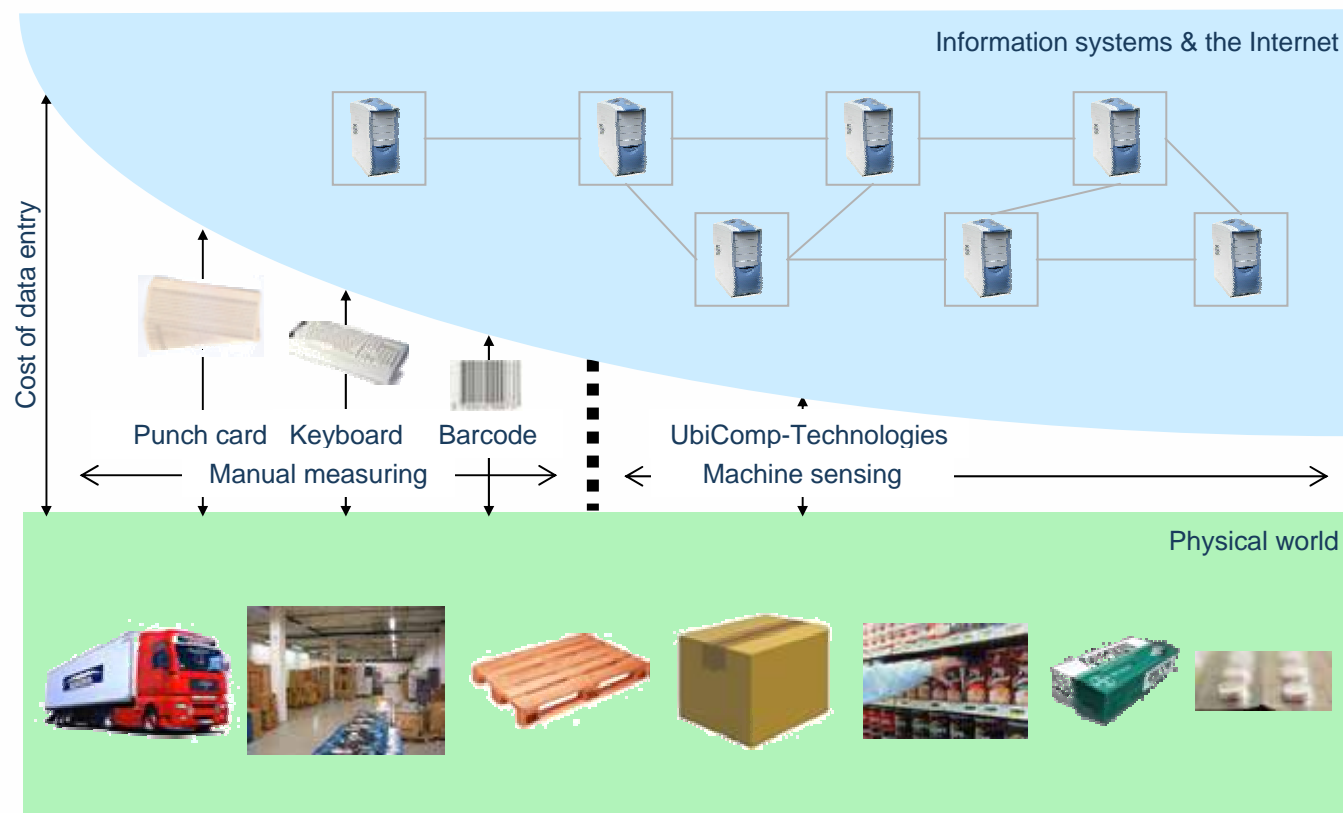 Information systems & the Internet
Cost of data entry
Punch card
Keyboard
Barcode
UbiComp-Technologies
Manual measuring
Machine sensing
Physical world